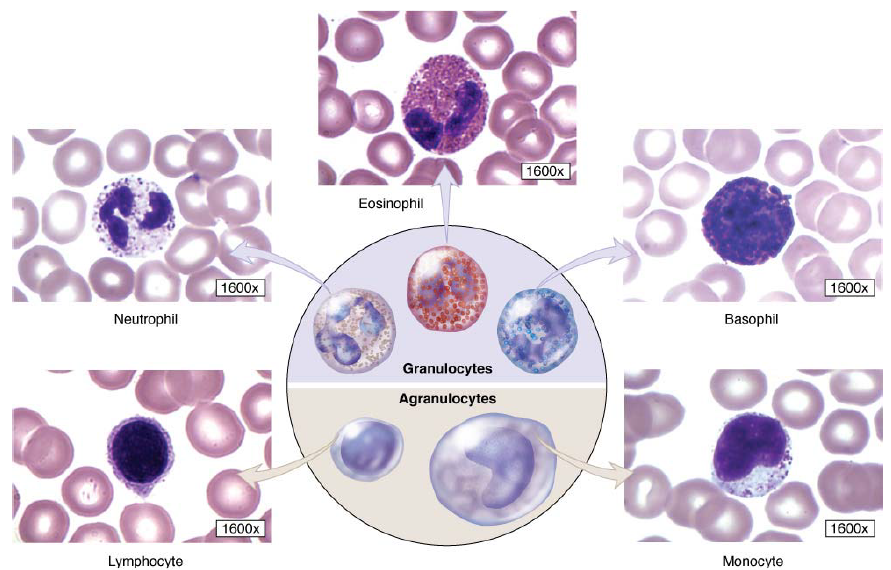 1600x
Eosinophil
1600x
Neutrophil
1600x
Basophil
Granulocytes
Agranulocytes
1600x
Lymphocyte
1600x
Monocyte